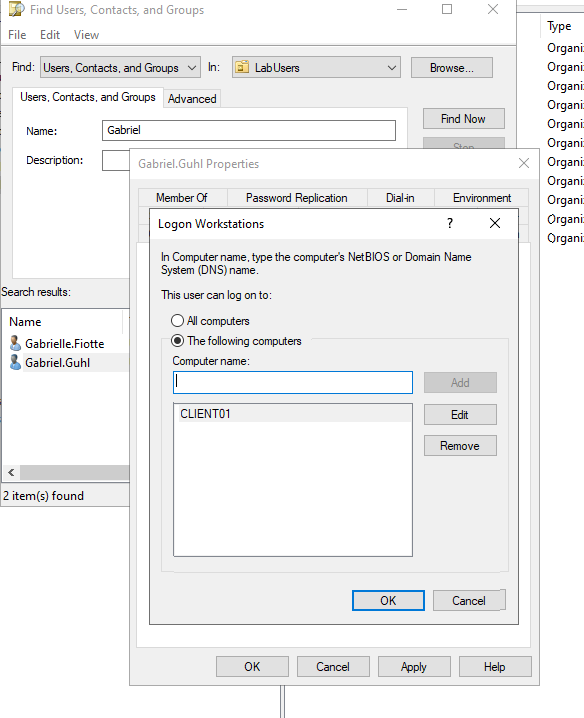 Find Users, Contacts, and Groups
Type
File Edit View
Find: Users, Contacts, and Groups In: LabUsers Browse...
Users, Contacts, and Groups Advanced
Name: Gabriel Find Now
Description:
Stop
Search results:
Name
Gabrielle.Fiotte
Gabriel.Guhl
2 item(s) found
Gabriel.Guhl Properties
Member Of Password Replication Dial-in Environment
Logon Workstations
In Computer name, type the computer's NetBIOS or Domain Name
System (DNS) name.
This user can log on to:
All computers
The following computers
Computer name:
Add
CLIENT01
Edit
Remove
OK Cancel
OK Cancel Apply Help
Organi
Organi
Organi
Organi
Organi
Organi
Organi
Organi
Organi
Organi
Organi